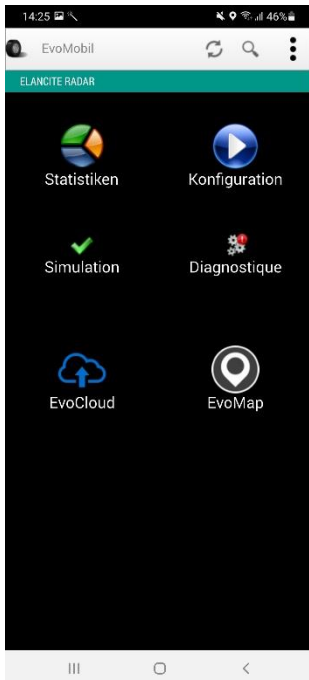 14:25 46%
EvoMobil
ELANCITE RADAR
Statistiken Konfiguration
Simulation Diagnostique
EvoCloud EvoMap